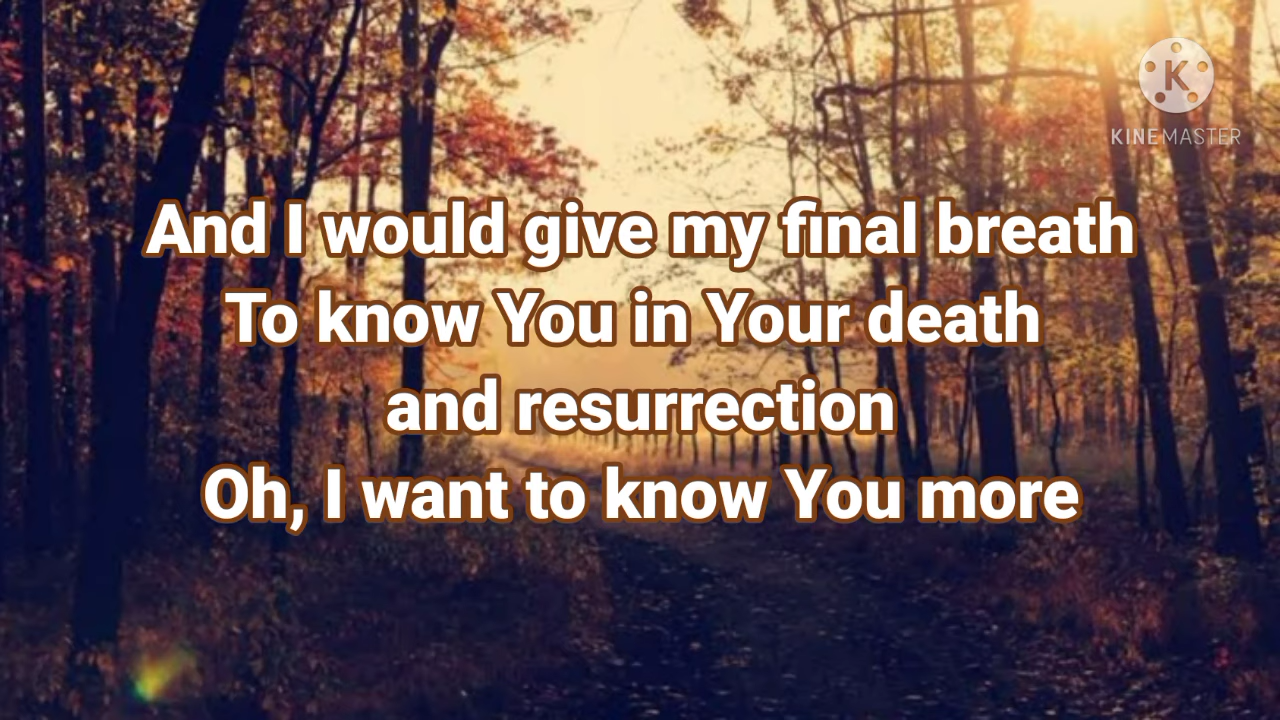 K
KINEMASTER
And I would give my final breath
To know You in Your death
and resurrection
Oh, I want to know You more